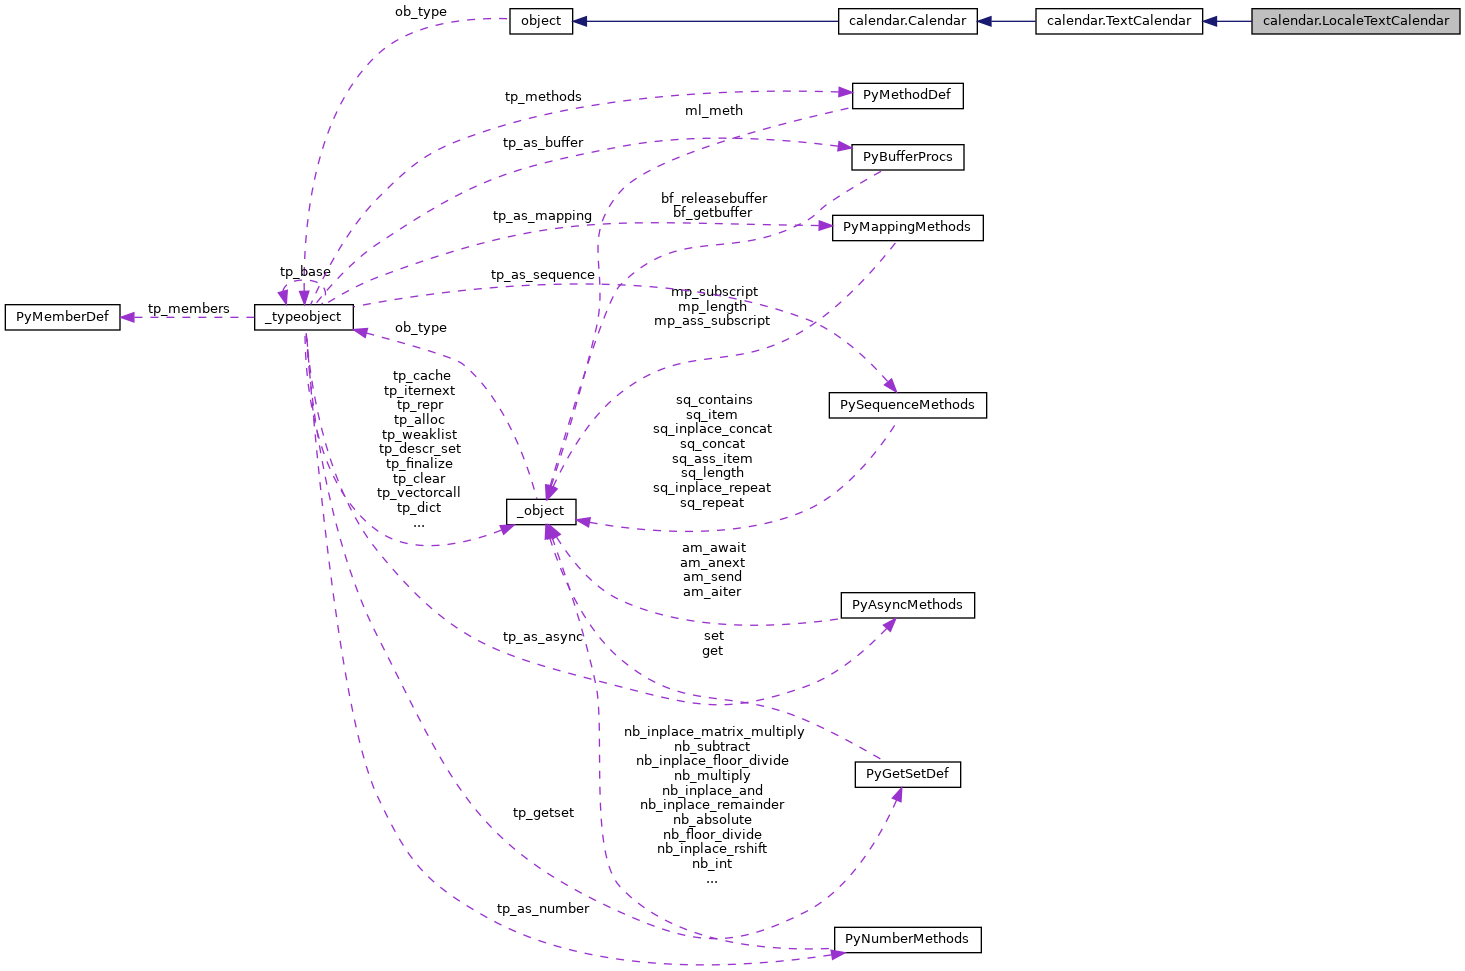 ob_type
object
calendar.Calendar
calendar.TextCalendar
calendar.LocaleTextCalendar
tp_methods
PyMethodDef
ml_meth
tp_as_buffer
PyBufferProcs
bf_releasebuffer
bf_getbuffer
tp_as_mapping
PyMappingMethods
tp_base
tp_as_sequence
mp_subscript
mp_length
mp_ass_subscript
PyMemberDef
tp_members
_typeobject
ob_type
tp_cache
tp_iternext
tp_repr
tp_alloc
tp_weaklist
tp_descr_set
tp_finalize
tp_clear
tp_vectorcall
tp_dict
...
sq_contains
sq_item
sq_inplace_concat
sq_concat
sq_ass_item
sq_length
sq_inplace_repeat
sq_repeat
PySequenceMethods
_object
am_await
am_anext
am_send
am_aiter
PyAsyncMethods
tp_as_async
set
get
nb_inplace_matrix_multiply
nb_subtract
nb_inplace_floor_divide
nb_multiply
nb_inplace_and
nb_inplace_remainder
nb_absolute
nb_floor_divide
nb_inplace_rshift
nb_int
...
PyGetSetDef
tp_getset
tp_as_number
PyNumberMethods